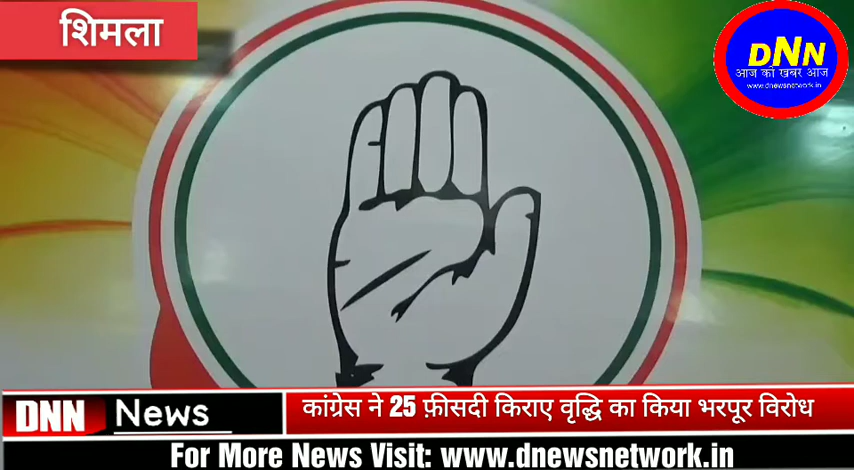 शिमला
DNN
आज की खबर आज
www.dnewsnetwork.in
DNN News
कांग्रेस ने 25 फ़ीसदी किराए वृद्धि का किया भरपूर विरोध
For More News Visit: www.dnewsnetwork.in